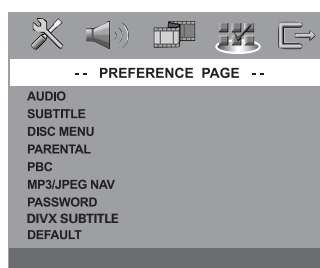 -- PREFERENCE PAGE --
AUDIO
SUBTITLE
DISC MENU
PARENTAL
PBC
MP3/JPEG NAV
PASSWORD
DIVX SUBTITLE
DEFAULT